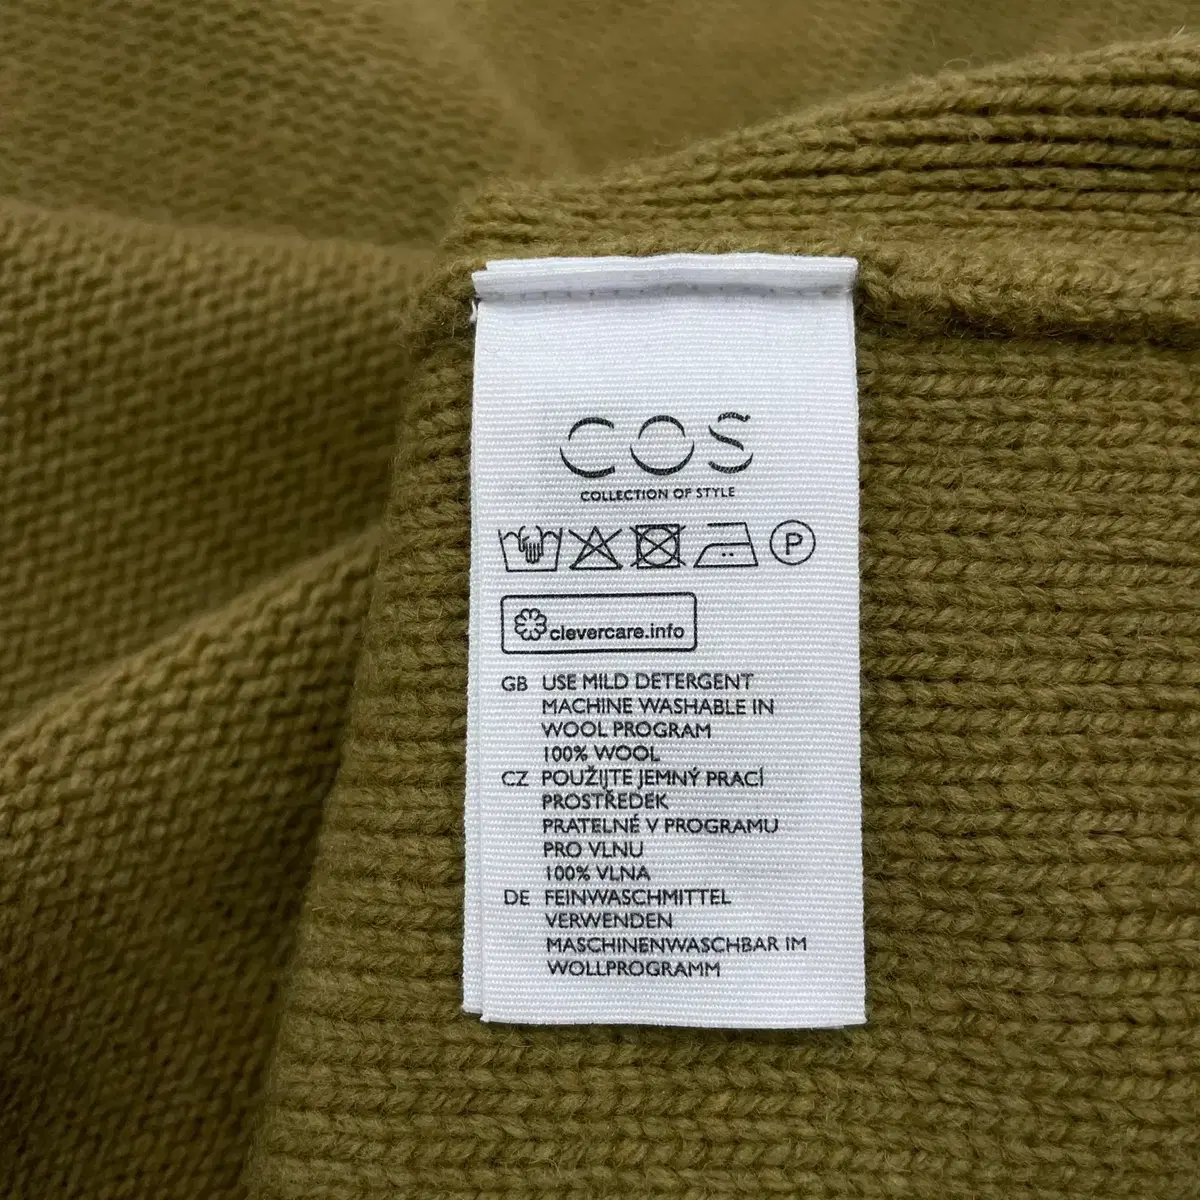 COS
COLLECTION OF STYLE
P
clevercare.info
GB USE MILD DETERGENT
MACHINE WASHABLE IN
WOOL PROGRAM
100% WOOL
CZ POUŽIJTE JEMNÝ PRACÍ
PROSTŘEDEK
PRATELNÉ V PROGRAMU
PRO VLNU
100% VLNA
DE FEINWASCHMITTEL
VERWENDEN
MASCHINENWASCHBAR IM
WOLLPROGRAMM